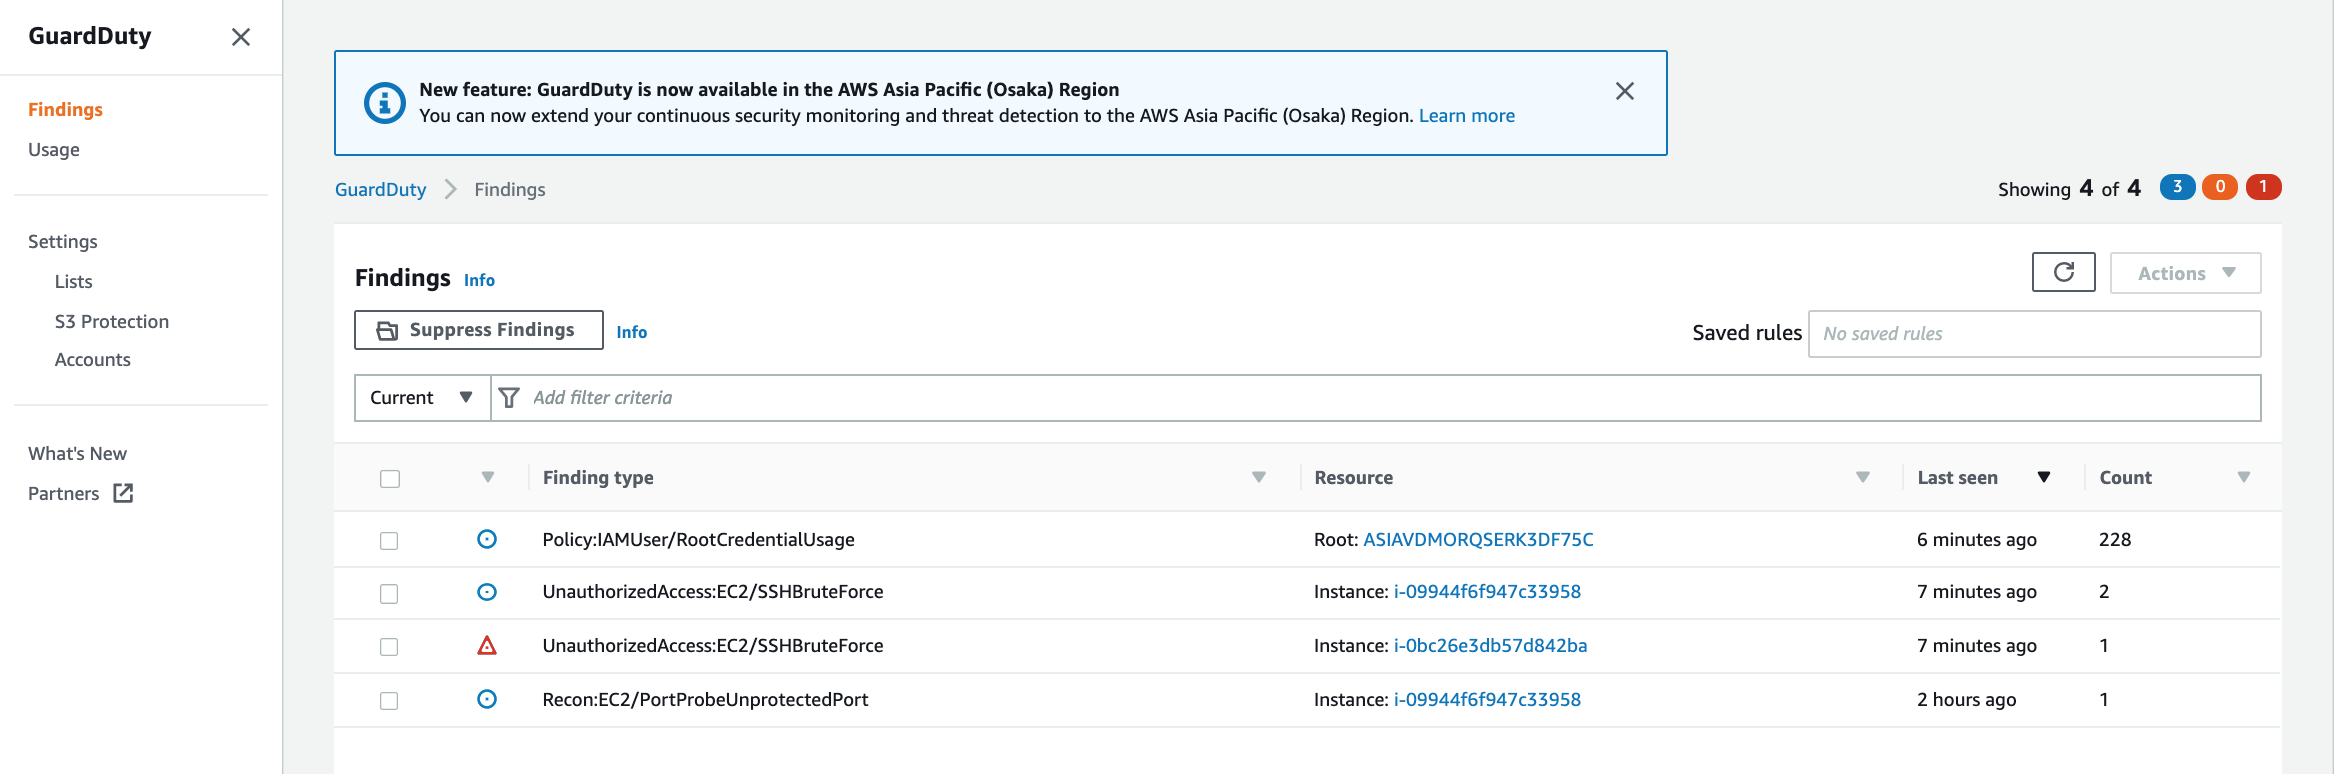 GuardDuty
Findings
Usage
Settings
Lists
S3 Protection
Accounts
What's New
Partners
New feature: GuardDuty is now available in the AWS Asia Pacific (Osaka) Region
You can now extend your continuous security monitoring and threat detection to the AWS Asia Pacific (Osaka) Region. Learn more
GuardDuty Findings
Showing 4 of 4 3 0 1
Findings Info
Actions
Suppress Findings Info
Saved rules No saved rules
Current Add filter criteria
Finding type Resource Last seen Count
Policy:IAMUser/RootCredentialUsage Root: ASIAVDMORQSERK3DF75C 6 minutes ago 228
UnauthorizedAccess:EC2/SSHBruteForce Instance: i-09944f6f947c33958 7 minutes ago 2
UnauthorizedAccess:EC2/SSHBruteForce Instance: i-0bc26e3db57d842ba 7 minutes ago 1
Recon:EC2/PortProbeUnprotectedPort Instance: i-09944f6f947c33958 2 hours ago 1